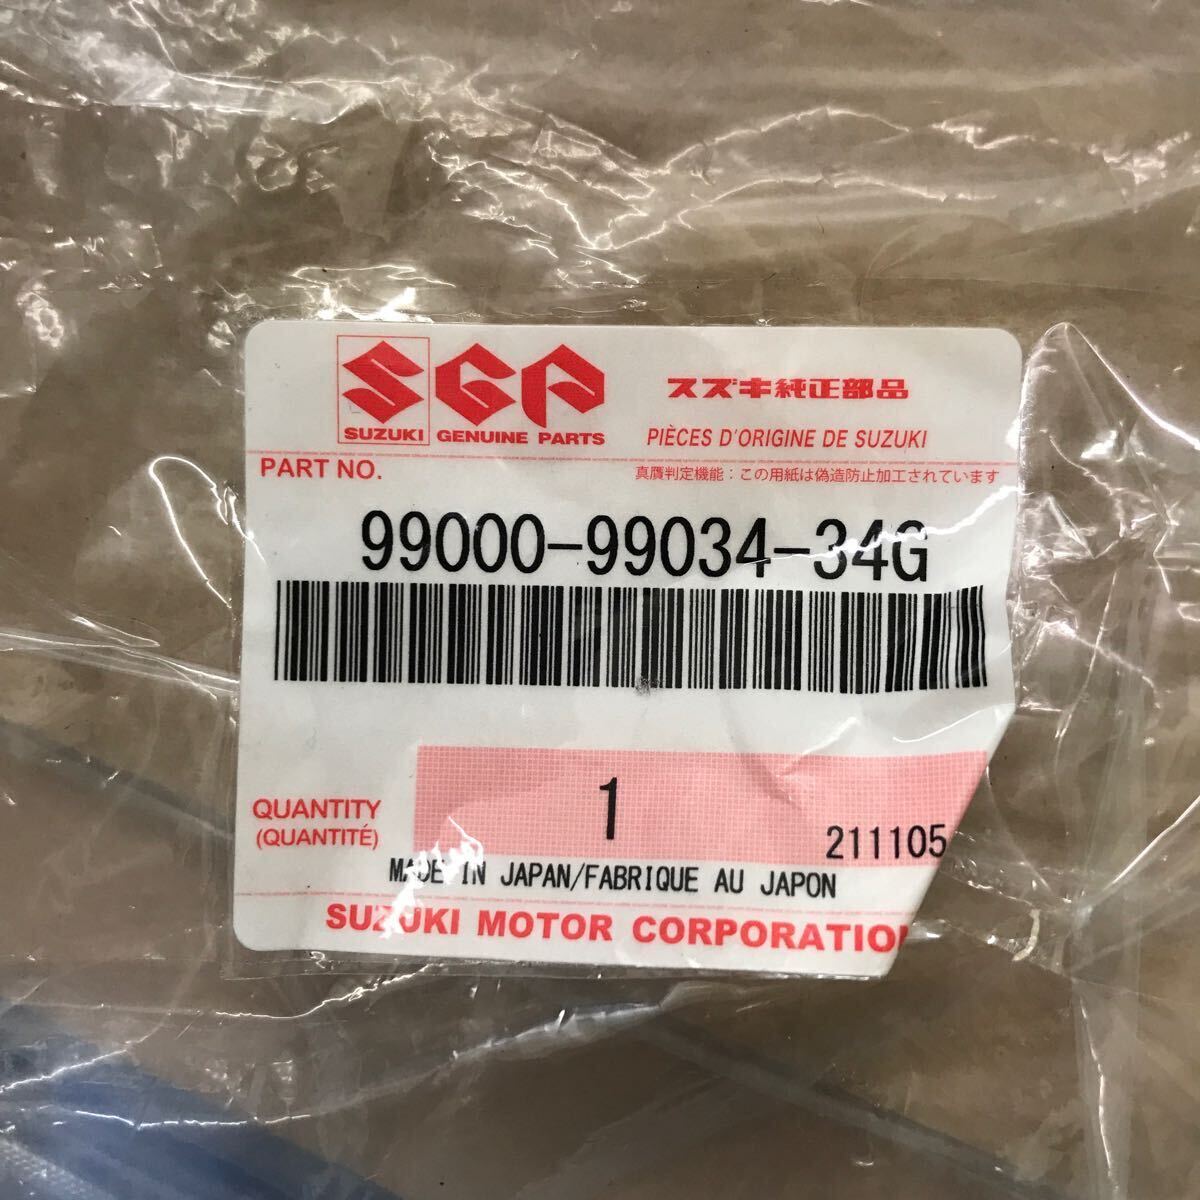 SGP
スズキ純正部品
SUZUKI GENUINE PARTS
PIÈCES D'ORIGINE DE SUZUKI
PART NO.
真贋判定機能：この用紙は偽造防止加工されています
99000-99034-34G
QUANTITY
(QUANTITÉ)
1
211105
MADE IN JAPAN/FABRIQUE AU JAPON
SUZUKI MOTOR CORPORATION